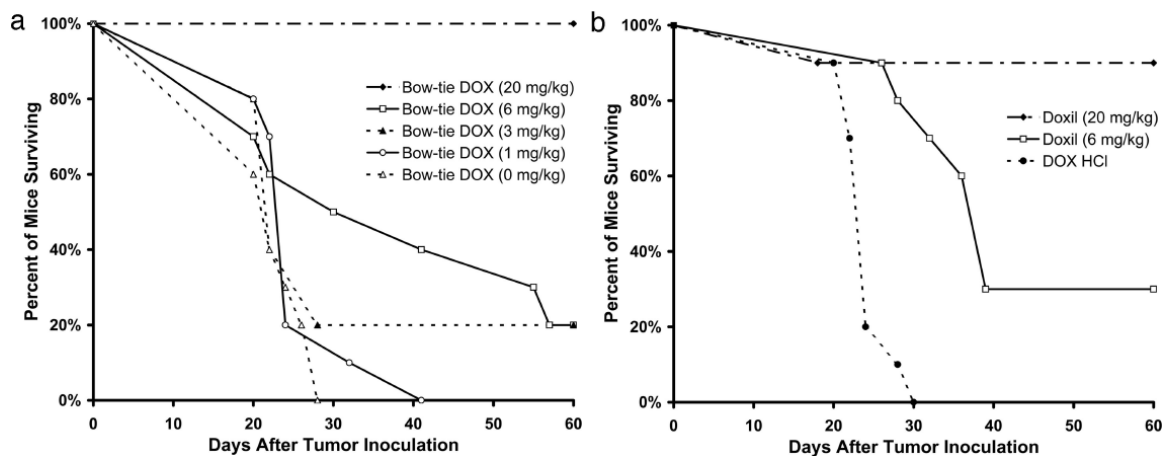 a
Percent of Mice Surviving
100%
80%
60%
40%
20%
0%
0
20
30
40
50
60
Days After Tumor Inoculation
Bow-tie DOX (20 mg/kg)
Bow-tie DOX (6 mg/kg)
Bow-tie DOX (3 mg/kg)
Bow-tie DOX (1 mg/kg)
Bow-tie DOX (0 mg/kg)
b
Percent of Mice Surviving
100%
80%
60%
40%
20%
0%
0
20
30
40
50
60
Days After Tumor Inoculation
Doxil (20 mg/kg)
Doxil (6 mg/kg)
DOX HCl